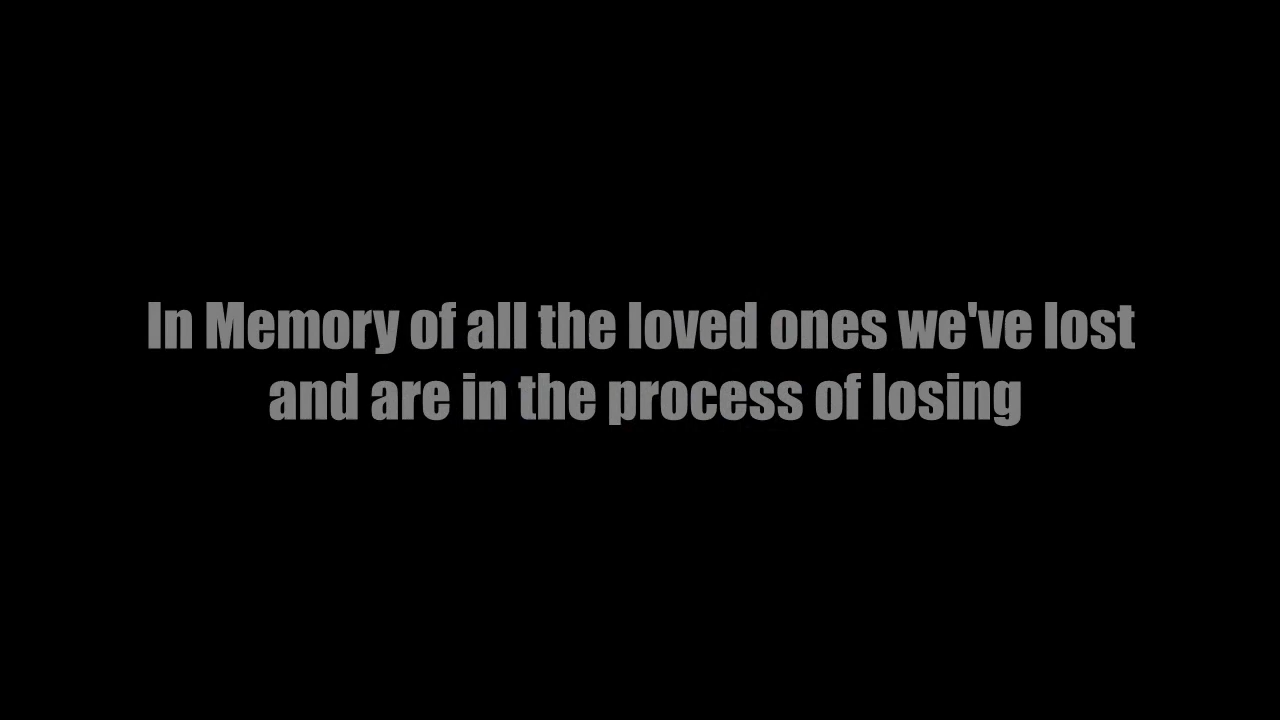 In Memory of all the loved ones we've lost
and are in the process of losing